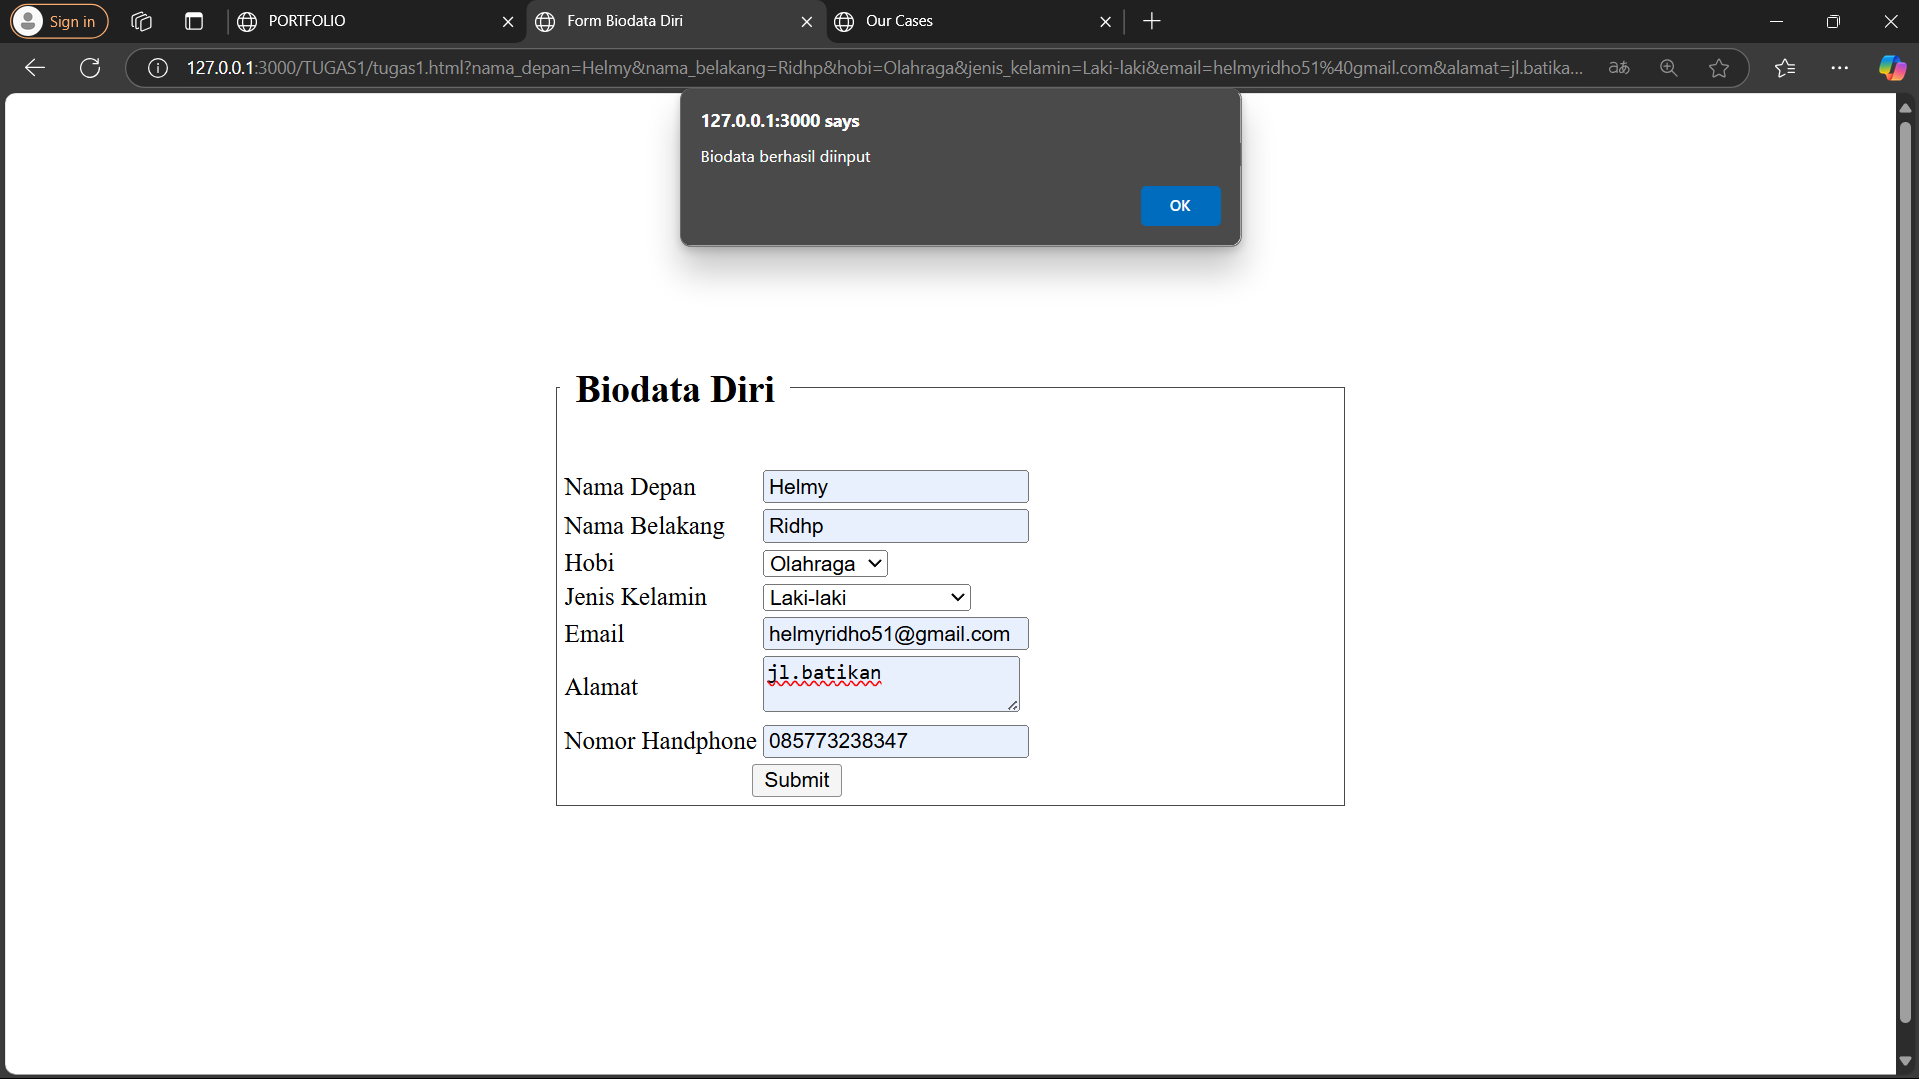 Sign in
PORTFOLIO
Form Biodata Diri
Our Cases
127.0.0.1:3000/TUGAS1/tugas1.html?nama_depan=Helmy&nama_belakang=Ridhp&hobi=Olahraga&jenis_kelamin=Laki-laki&email=helmyridho51%40gmail.com&alamat=jl.batika...
127.0.0.1:3000 says
Biodata berhasil diinput
OK
Biodata Diri
Nama Depan Helmy
Nama Belakang Ridhp
Hobi Olahraga
Jenis Kelamin Laki-laki
Email helmyridho51@gmail.com
Alamat jl.batikan
Nomor Handphone 085773238347
Submit